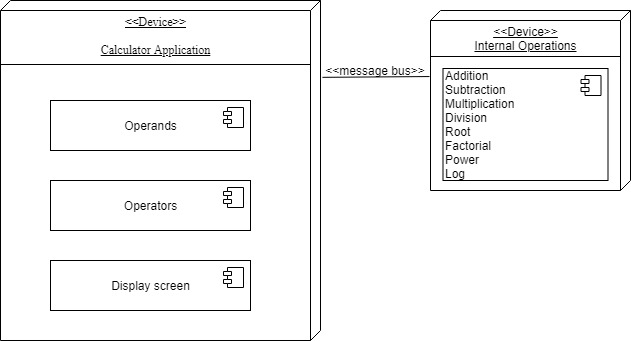 <<Device>>
Calculator Application
Operands
Operators
Display screen
<<message bus>>
<<Device>>
Internal Operations
Addition
Subtraction
Multiplication
Division
Root
Factorial
Power
Log